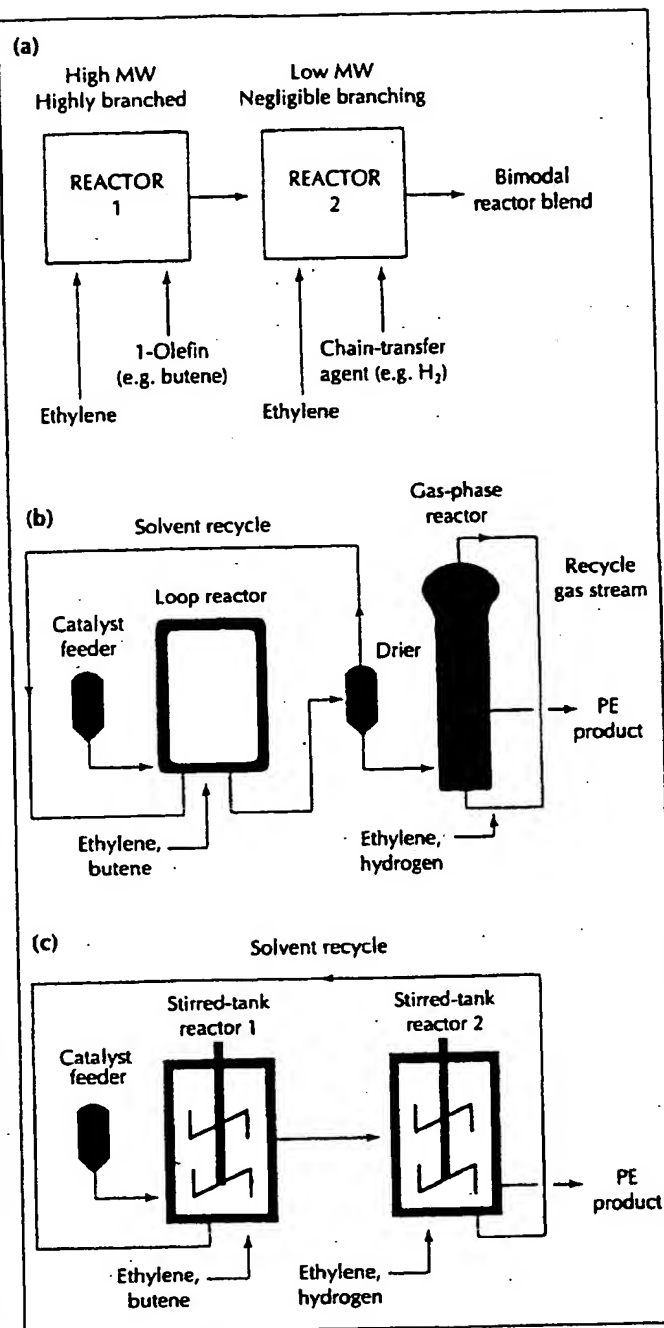 (a)
High MW
Highly branched
Low MW
Negligible branching
REACTOR
1
REACTOR
2
Bimodal
reactor blend
1-Olefin
(e.g. butene)
Chain-transfer
agent (e.g. H₂)
Ethylene
Ethylene
(b)
Gas-phase
reactor
Solvent recycle
Recycle
gas stream
Loop reactor
Catalyst
feeder
Drier
PE
product
Ethylene,
butene
Ethylene,
hydrogen
(c)
Solvent recycle
Stirred-tank
reactor 1
Stirred-tank
reactor 2
Catalyst
feeder
PE
product
Ethylene,
butene
Ethylene,
hydrogen